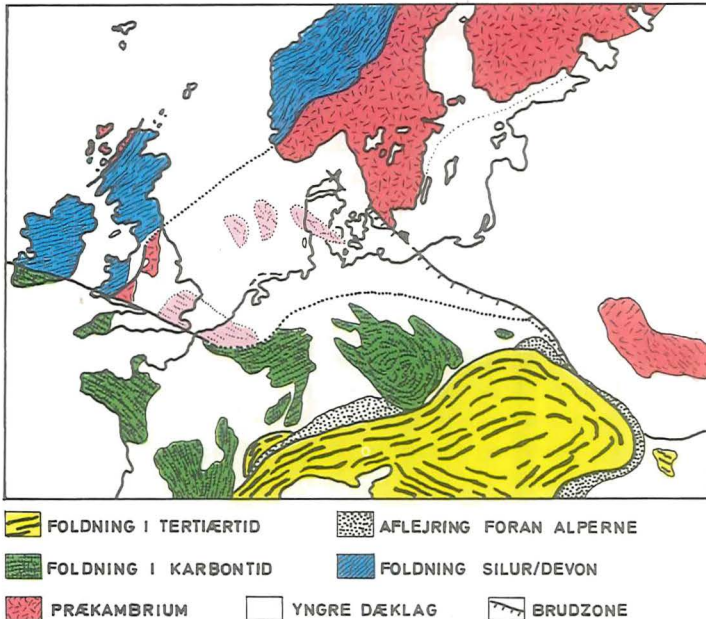 FOLDNING I TERTIÆRTID
AFLEJRING FORAN ALPERNE
FOLDNING I KARBONTID
FOLDNING SILUR/DEVON
PRÆKAMBRIUM
YNGRE DÆKLAG
BRUDZONE